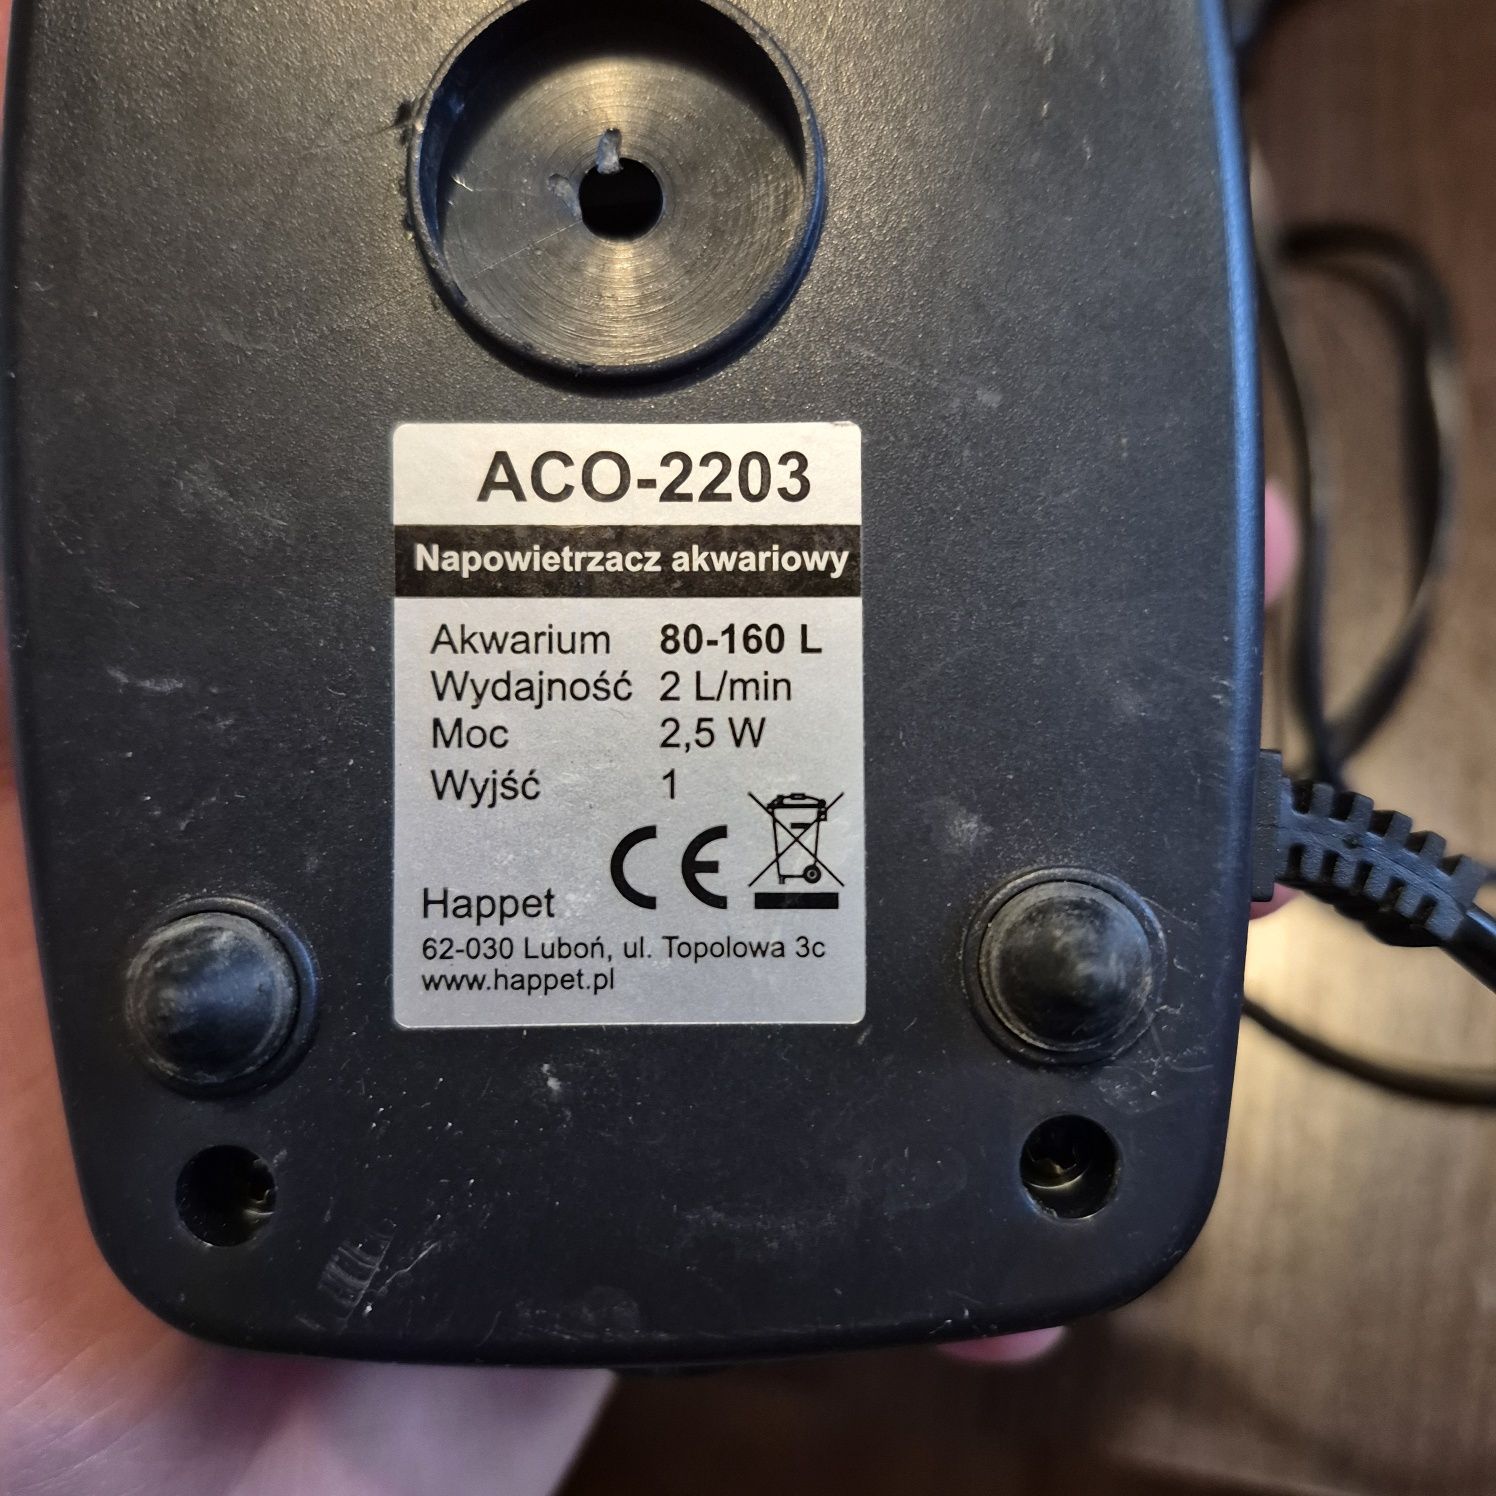 ACO-2203
Napowietrzacz akwariowy
Akwarium 80-160 L
Wydajność 2 L/min
Moc 2,5 W
Wyjść 1
CE
Happet
62-030 Luboń, ul. Topolowa 3c
www.happet.pl